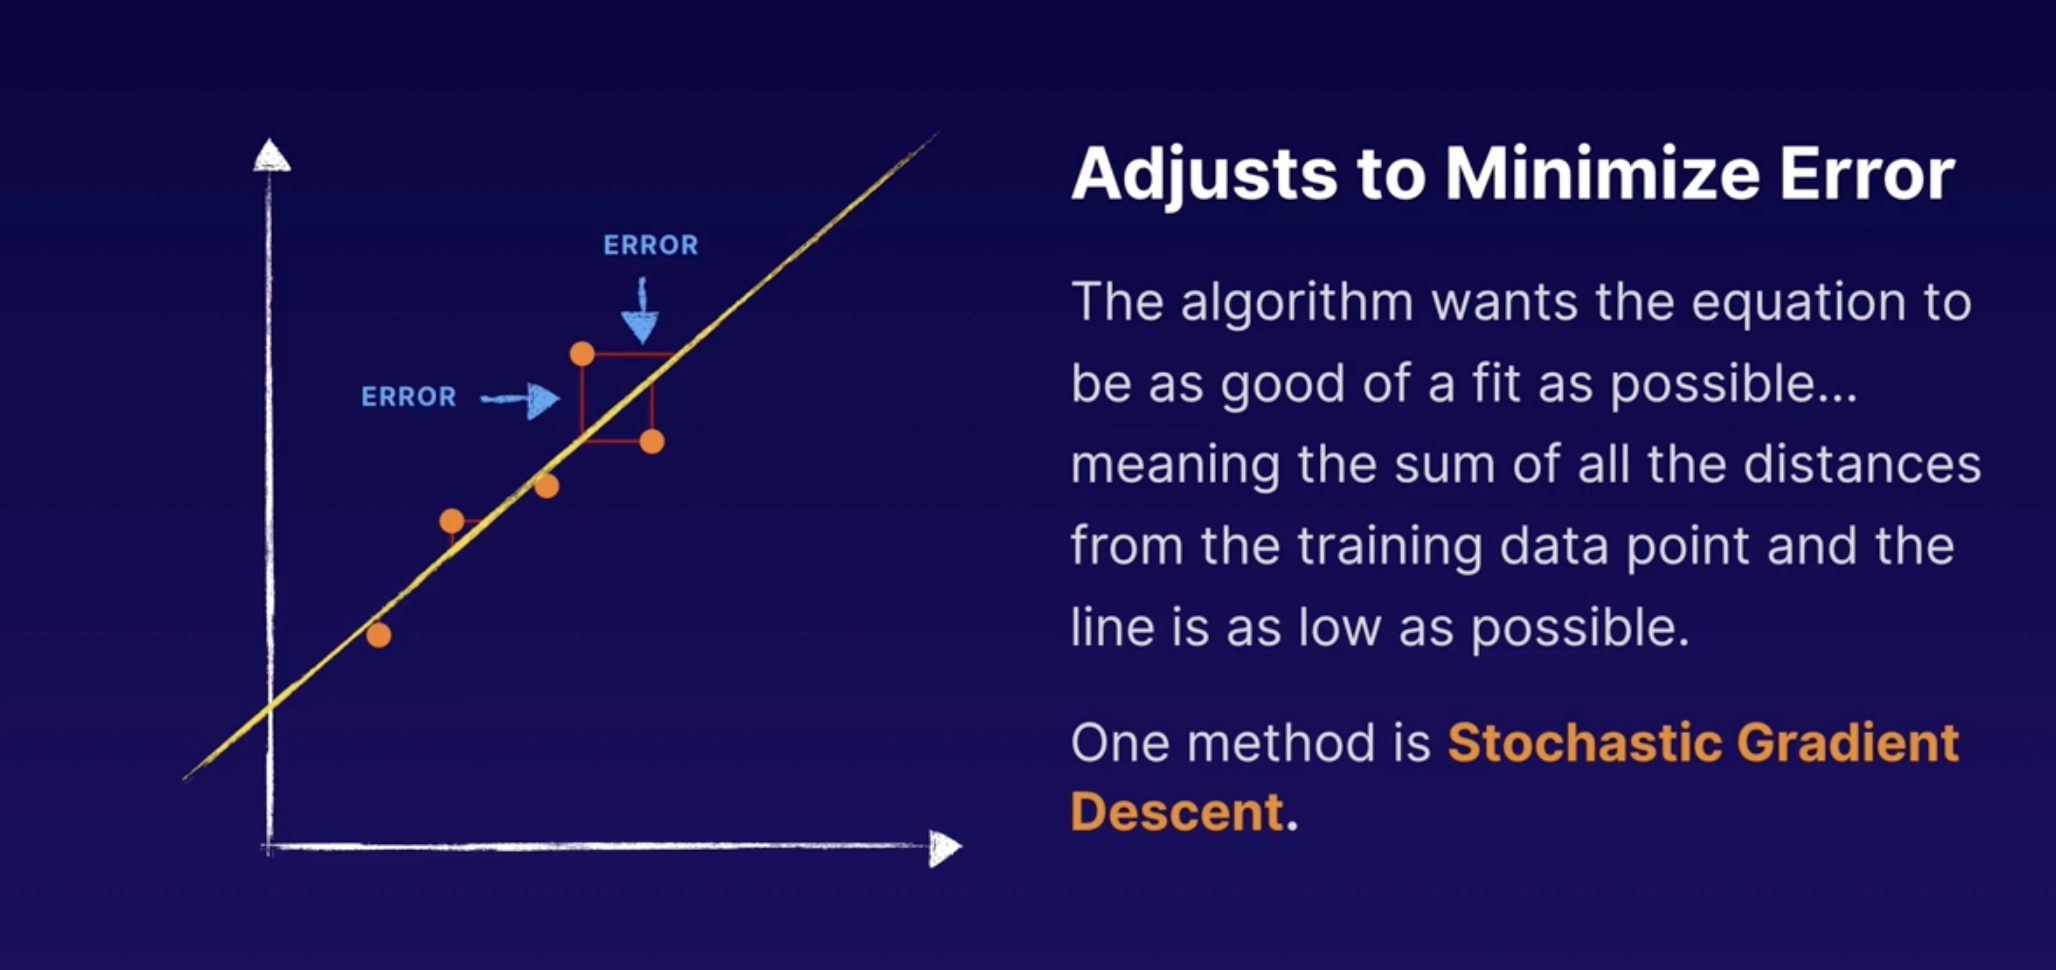 ERROR
ERROR
Adjusts to Minimize Error
The algorithm wants the equation to
be as good of a fit as possible...
meaning the sum of all the distances
from the training data point and the
line is as low as possible.
One method is Stochastic Gradient
Descent.